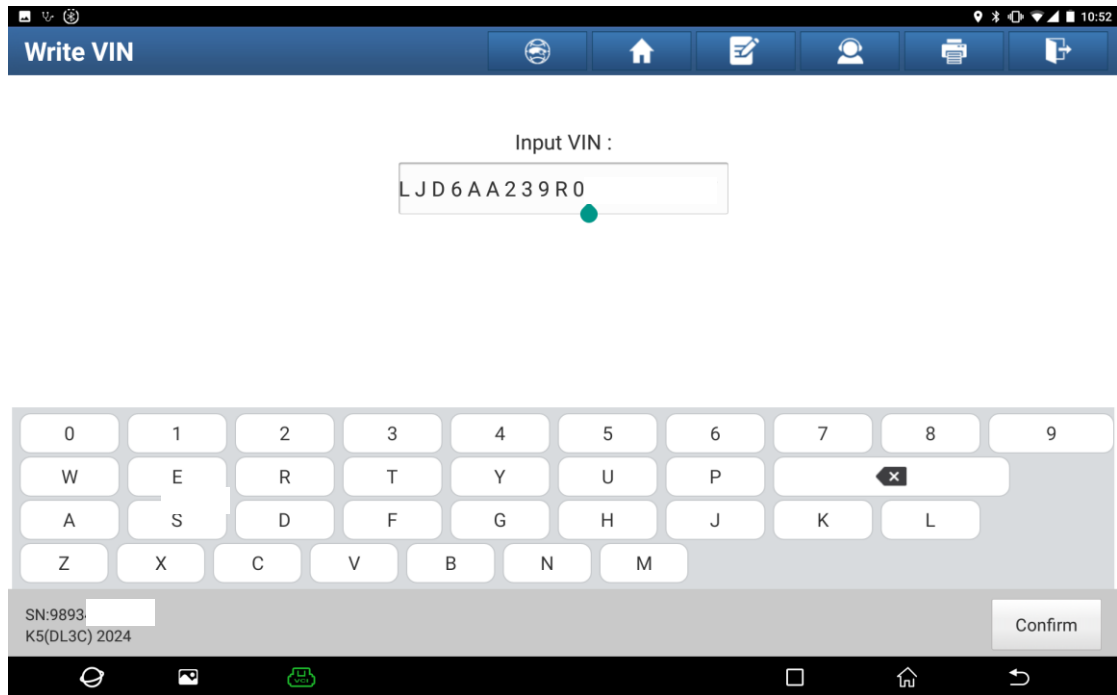 10:52
Write VIN
Input VIN :
LJD6AA239R0
0 1 2 3 4 5 6 7 8 9
W E R T Y U P
A S D F G H J K L
Z X C V B N M
SN:9893
K5(DL3C) 2024
Confirm
VCI